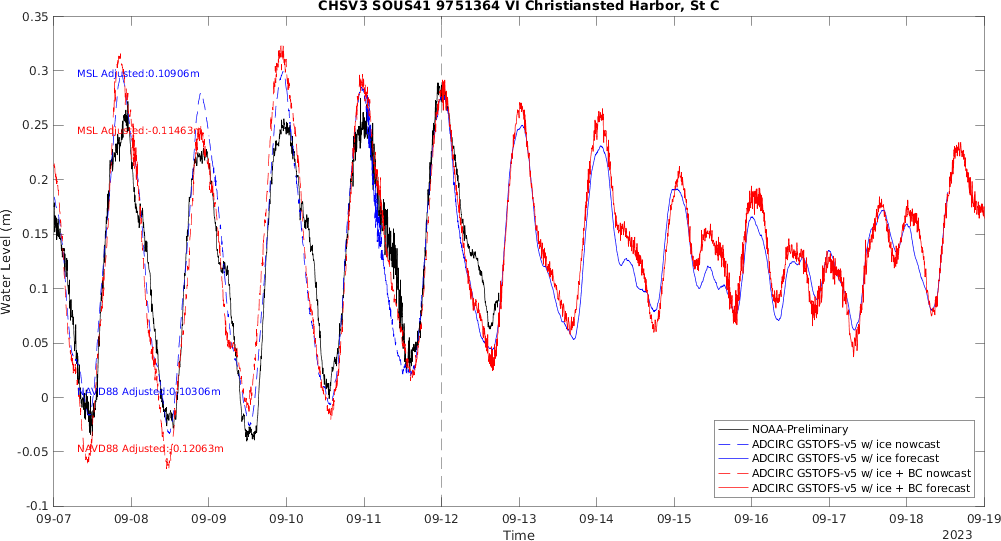 CHSV3 SOUS41 9751364 VI Christiansted Harbor, St C
0.35
0.3
0.25
0.2
0.15
0.1
0.05
0
-0.05
-0.1
Water Level (m)
MSL Adjusted:0.10906m
MSL Adjusted:-0.11463m
NAVD88 Adjusted:0.10306m
NAVD88 Adjusted:-0.12063m
NOAA-Preliminary
ADCIRC GSTOFS-v5 w/ ice nowcast
ADCIRC GSTOFS-v5 w/ ice forecast
ADCIRC GSTOFS-v5 w/ ice + BC nowcast
ADCIRC GSTOFS-v5 w/ ice + BC forecast
09-07 09-08 09-09 09-10 09-11 09-12 09-13 09-14 09-15 09-16 09-17 09-18 09-19
Time
2023